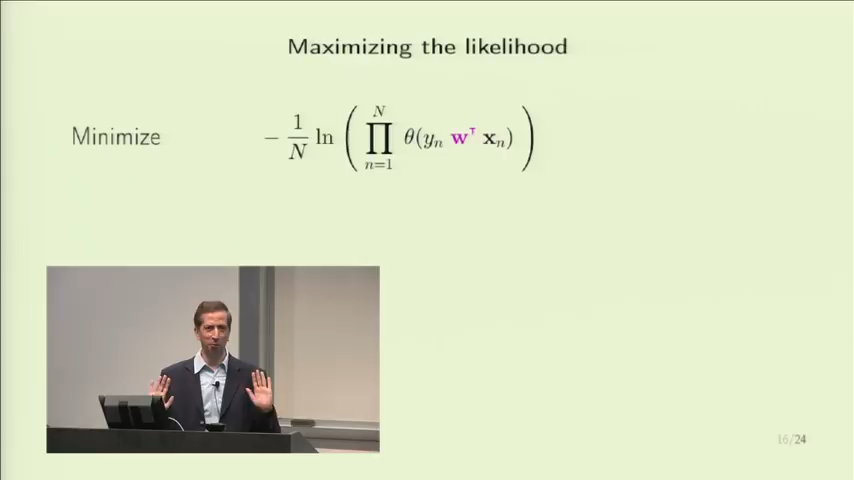 Maximizing the likelihood
Minimize − 1/N ln ( ∏_{n=1}^{N} θ(y_n w^⊤ x_n) )
16/24